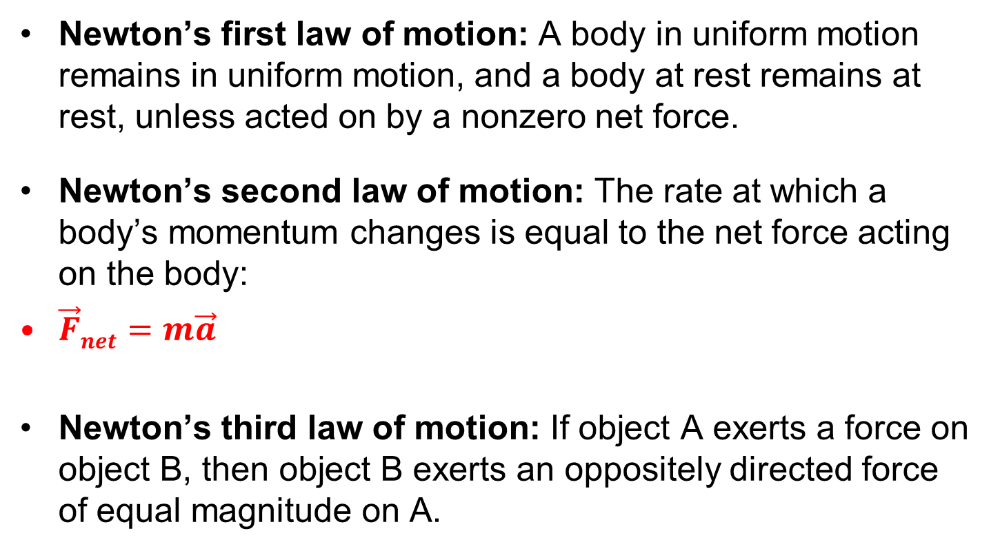 • Newton’s first law of motion: A body in uniform motion
remains in uniform motion, and a body at rest remains at
rest, unless acted on by a nonzero net force.
• Newton’s second law of motion: The rate at which a
body’s momentum changes is equal to the net force acting
on the body:
• F⃗_net = ma⃗
• Newton’s third law of motion: If object A exerts a force on
object B, then object B exerts an oppositely directed force
of equal magnitude on A.